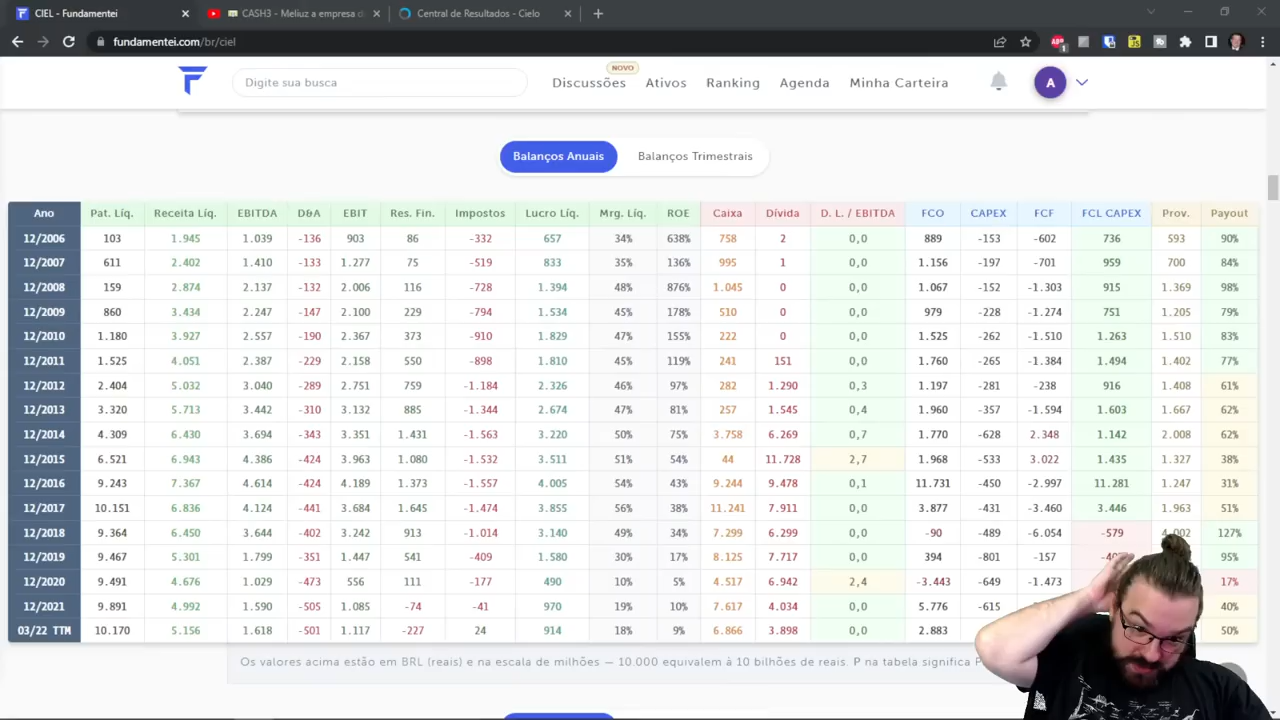 CIEL - Fundamentei
CASH3 - Meliuz a empresa d
Central de Resultados - Cielo
fundamentei.com/br/ciel
NOVO
Digite sua busca
Discussões Ativos Ranking Agenda Minha Carteira
A
Balanços Anuais Balanços Trimestrais
Ano Pat. Líq. Receita Líq. EBITDA D&A EBIT Res. Fin. Impostos Lucro Líq. Mrg. Líq. ROE Caixa Dívida D. L. / EBITDA FCO CAPEX FCF FCL CAPEX Prov. Payout
12/2006 103 1.945 1.039 -136 903 86 -332 657 34% 638% 758 2 0,0 889 -153 -602 736 593 90%
12/2007 611 2.402 1.410 -133 1.277 75 -519 833 35% 136% 995 1 0,0 1.156 -197 -701 959 700 84%
12/2008 159 2.874 2.137 -132 2.006 116 -728 1.394 48% 876% 1.045 0 0,0 1.067 -152 -1.303 915 1.369 98%
12/2009 860 3.434 2.247 -147 2.100 229 -794 1.534 45% 178% 510 0 0,0 979 -228 -1.274 751 1.205 79%
12/2010 1.180 3.927 2.557 -190 2.367 373 -910 1.829 47% 155% 222 0 0,0 1.525 -262 -1.510 1.263 1.510 83%
12/2011 1.525 4.051 2.387 -229 2.158 550 -898 1.810 45% 119% 241 151 0,0 1.760 -265 -1.384 1.494 1.402 77%
12/2012 2.404 5.032 3.040 -289 2.751 759 -1.184 2.326 46% 97% 282 1.290 0,3 1.197 -281 -238 916 1.408 61%
12/2013 3.320 5.713 3.442 -310 3.132 885 -1.344 2.674 47% 81% 257 1.545 0,4 1.960 -357 -1.594 1.603 1.667 62%
12/2014 4.309 6.430 3.694 -343 3.351 1.431 -1.563 3.220 50% 75% 3.758 6.269 0,7 1.770 -628 2.348 1.142 2.008 62%
12/2015 6.521 6.943 4.386 -424 3.963 1.080 -1.532 3.511 51% 54% 44 11.728 2,7 1.968 -533 3.022 1.435 1.327 38%
12/2016 9.243 7.367 4.614 -424 4.189 1.373 -1.557 4.005 54% 43% 9.244 9.478 0,1 11.731 -450 -2.997 11.281 1.247 31%
12/2017 10.151 6.836 4.124 -441 3.684 1.645 -1.474 3.855 56% 38% 11.241 7.911 0,0 3.877 -431 -3.460 3.446 1.963 51%
12/2018 9.364 6.450 3.644 -402 3.242 913 -1.014 3.140 49% 34% 7.299 6.299 0,0 -90 -489 -6.054 -579 4.002 127%
12/2019 9.467 5.301 1.799 -351 1.447 541 -409 1.580 30% 17% 8.125 7.717 0,0 394 -801 -157 95%
12/2020 9.491 4.676 1.029 -473 556 111 -177 490 10% 5% 4.517 6.942 2,4 -3.443 -649 -1.473 17%
12/2021 9.891 4.992 1.590 -505 1.085 -74 -41 970 19% 10% 7.617 4.034 0,0 5.776 -615 40%
03/22 TTM 10.170 5.156 1.618 -501 1.117 -227 24 914 18% 9% 6.866 3.898 0,0 2.883 50%
Os valores acima estão em BRL (reais) e na escala de milhões — 10.000 equivalem à 10 bilhões de reais. P na tabela significa